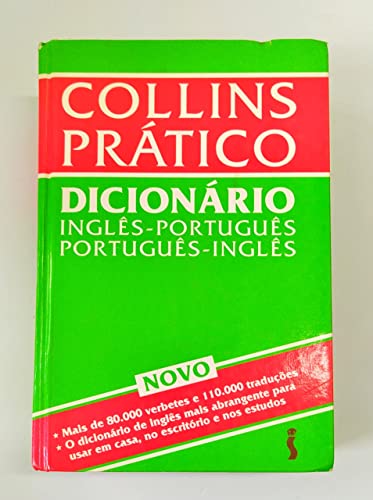 COLLINS
PRÁTICO
DICIONÁRIO
INGLÊS-PORTUGUÊS
PORTUGUÊS-INGLÊS
NOVO
★ Mais de 80.000 verbetes e 110.000 traduções
★ O dicionário de inglês mais abrangente para
usar em casa, no escritório e nos estudos